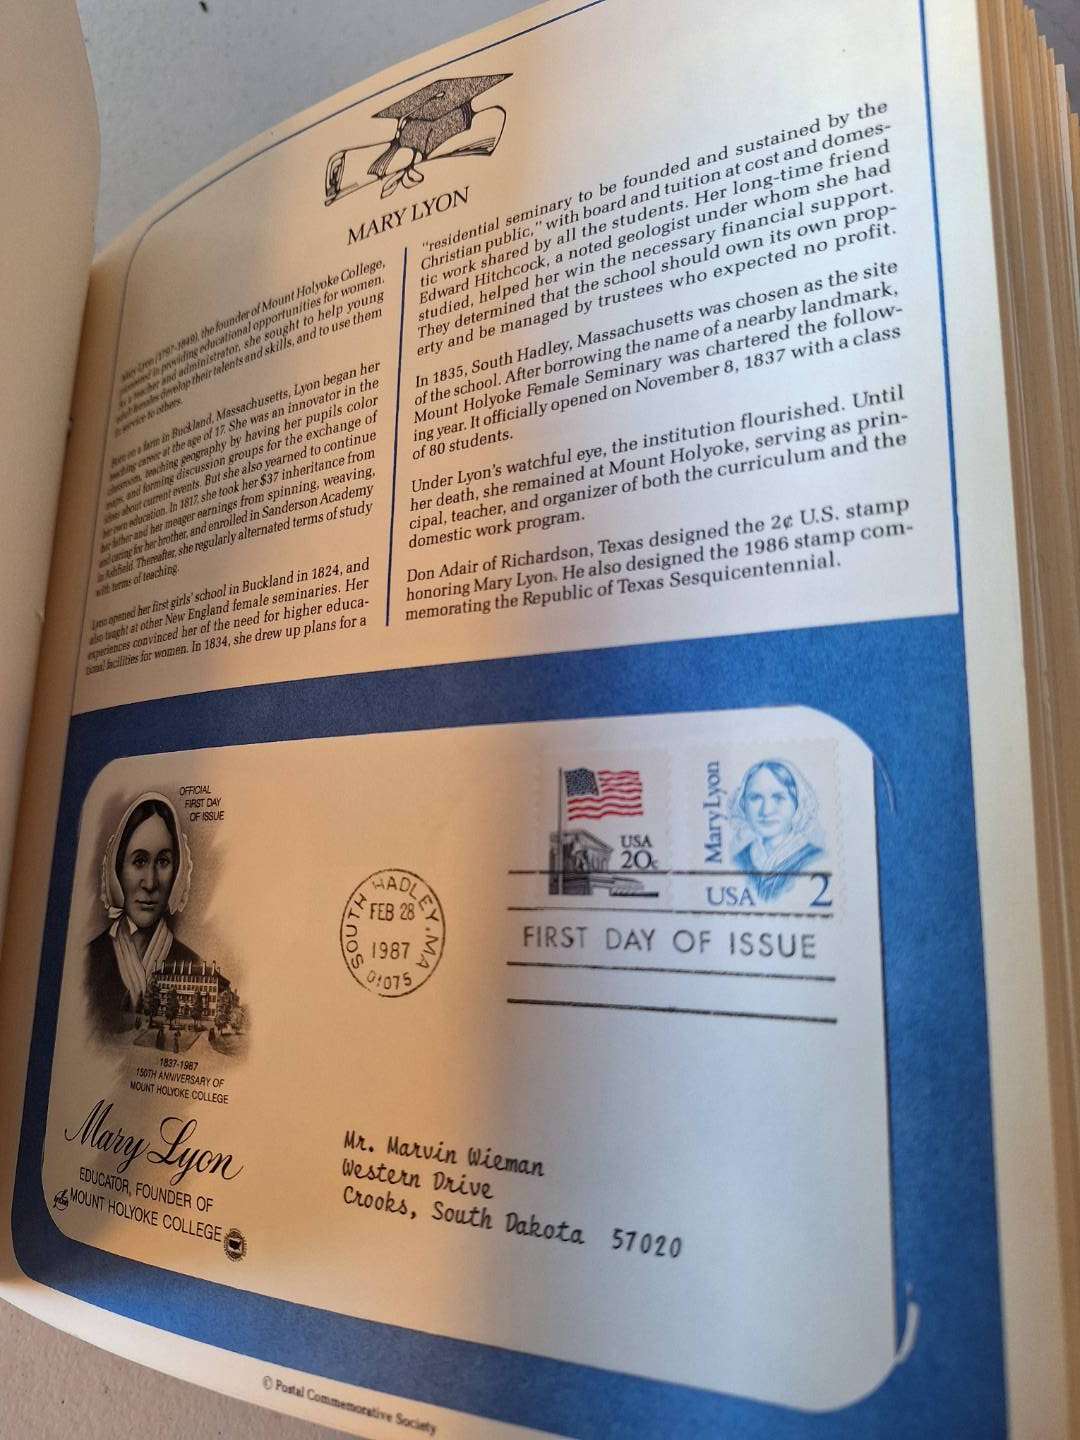 MARY LYON
Mary Lyon (1797-1849), the founder of Mount Holyoke College,
pioneered in providing educational opportunities for women.
As a teacher and administrator, she sought to help young
adult females develop their talents and skills, and to use them
in service to others.
Born on a farm in Buckland, Massachusetts, Lyon began her
teaching career at the age of 17. She was an innovator in the
classroom, teaching geography by having her pupils color
maps, and forming discussion groups for the exchange of
ideas about current events. But she also yearned to continue
her own education. In 1817, she took her $37 inheritance from
her father and her meager earnings from spinning, weaving,
and caring for her brother, and enrolled in Sanderson Academy
in Ashfield. Thereafter, she regularly alternated terms of study
with terms of teaching.
Lyon opened her first girls' school in Buckland in 1824, and
also taught at other New England female seminaries. Her
experiences convinced her of the need for higher educa-
tional facilities for women. In 1834, she drew up plans for a
"residential seminary to be founded and sustained by the
Christian public," with board and tuition at cost and domes-
tic work shared by all the students. Her long-time friend
Edward Hitchcock, a noted geologist under whom she had
studied, helped her win the necessary financial support.
They determined that the school should own its own prop-
erty and be managed by trustees who expected no profit.
In 1835, South Hadley, Massachusetts was chosen as the site
of the school. After borrowing the name of a nearby landmark,
Mount Holyoke Female Seminary was chartered the follow-
ing year. It officially opened on November 8, 1837 with a class
of 80 students.
Under Lyon's watchful eye, the institution flourished. Until
her death, she remained at Mount Holyoke, serving as prin-
cipal, teacher, and organizer of both the curriculum and the
domestic work program.
Don Adair of Richardson, Texas designed the 2¢ U.S. stamp
honoring Mary Lyon. He also designed the 1986 stamp com-
memorating the Republic of Texas Sesquicentennial.
OFFICIAL
FIRST DAY
OF ISSUE
USA
20c
Mary Lyon
USA 2
SOUTH HADLEY, MA
FEB 28
1987
01075
FIRST DAY OF ISSUE
1837-1987
150TH ANNIVERSARY OF
MOUNT HOLYOKE COLLEGE
Mary Lyon
EDUCATOR, FOUNDER OF
MOUNT HOLYOKE COLLEGE
Mr. Marvin Wieman
Western Drive
Crooks, South Dakota 57020
© Postal Commemorative Society